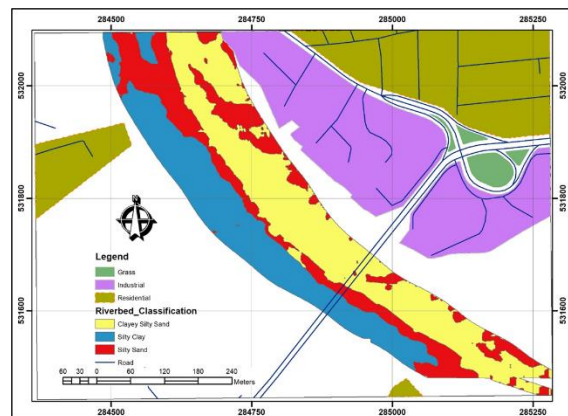 284500 284750 285000 285250
532000 532000
531800 531800
531600 531600
Legend
Grass
Industrial
Residential
Riverbed_Classification
Clayey Silty Sand
Silty Clay
Silty Sand
Road
60 30 0 60 120 180 240
Meters
284500 284750 285000 285250